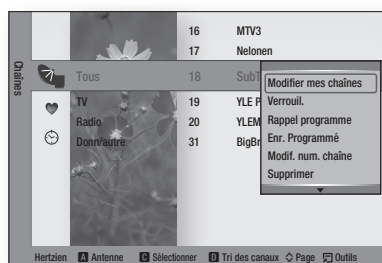 Chaînes
16 MTV3
17 Nelonen
Tous 18 SubT
TV 19 YLE P
Radio 20 YLEM
Donn/autre 31 BigBr
Modifier mes chaînes
Verrouil.
Rappel programme
Enr. Programmé
Modif. num. chaîne
Supprimer
Hertzien A Antenne C Sélectionner D Tri des canaux Page Outils